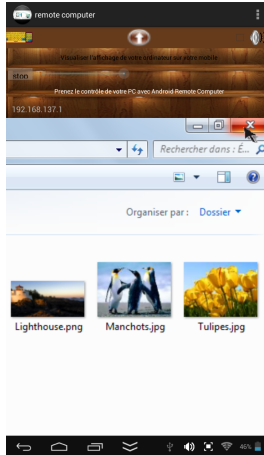 remote computer
Visualiser l'affichage de votre ordinateur sur votre mobile
stop
Prenez le contrôle de votre PC avec Android Remote Computer
192.168.137.1
Rechercher dans : É...
Organiser par : Dossier
Lighthouse.png Manchots.jpg Tulipes.jpg
46%